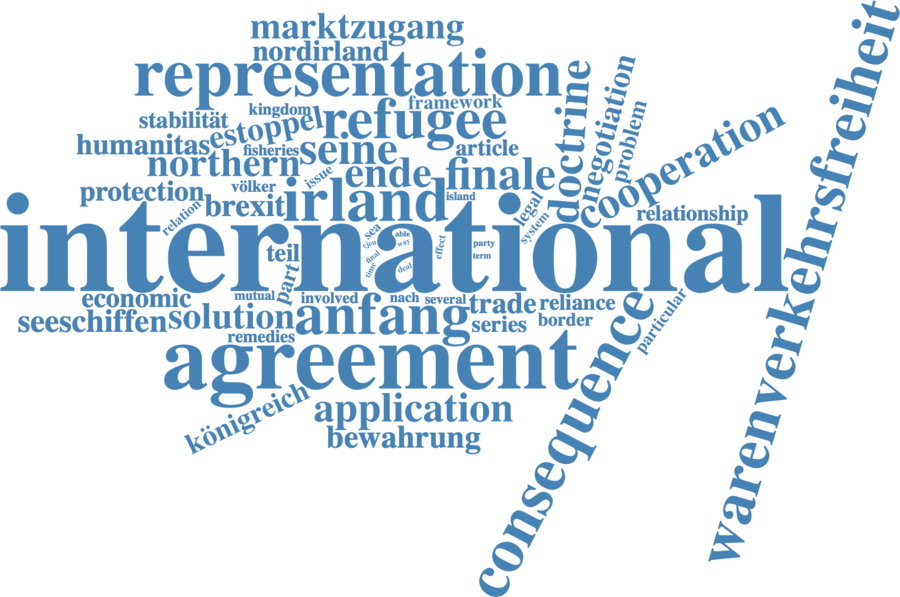 marktzugang
nordirland
representation
kingdom
framework
stabilität
estoppel
refugee
humanitas
fisheries
seine
article
northern
issue
ende
finale
protection
völker
relation
brexit
irland
island
legal
system
doctrine
negotiation
problem
cooperation
relationship
warenverkehrsfreiheit
international
sea
cjeu
able
way
final
time
deal
effect
party
term
teil
part
economic
mutual
involved
nach
several
trade
reliance
particular
seeschiffen
solution
anfang
series
border
remedies
agreement
consequence
königreich
application
bewahrung